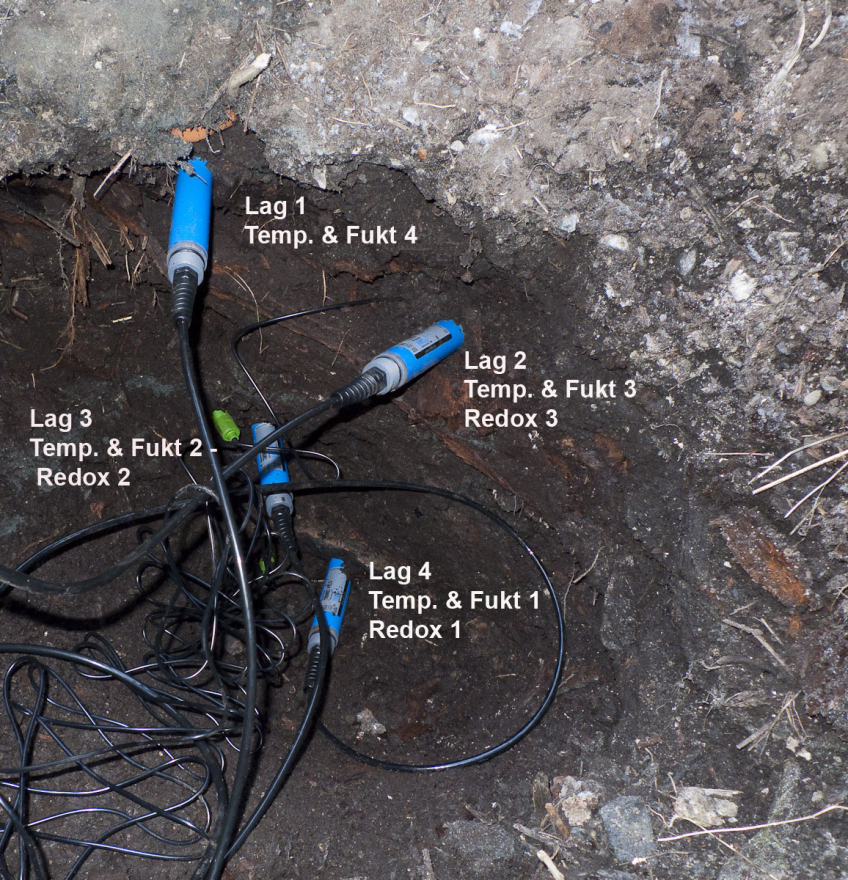 Lag 1
Temp. & Fukt 4
Lag 2
Temp. & Fukt 3
Redox 3
Lag 3
Temp. & Fukt 2 -
Redox 2
Lag 4
Temp. & Fukt 1
Redox 1